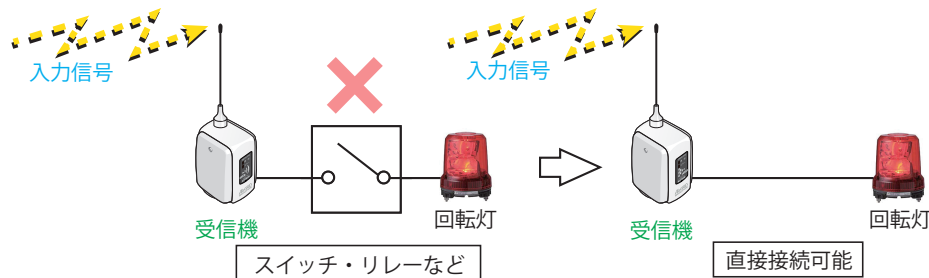 入力信号
受信機
回転灯
スイッチ・リレーなど
入力信号
受信機
回転灯
直接接続可能